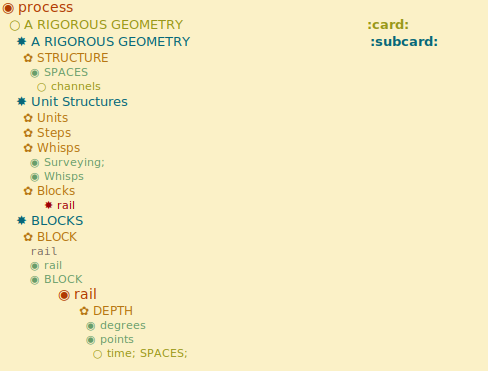 process
A RIGOROUS GEOMETRY :card:
A RIGOROUS GEOMETRY :subcard:
STRUCTURE
SPACES
channels
Unit Structures
Units
Steps
Whisps
Surveying;
Whisps
Blocks
rail
BLOCKS
BLOCK
rail
rail
BLOCK
rail
DEPTH
degrees
points
time; SPACES;